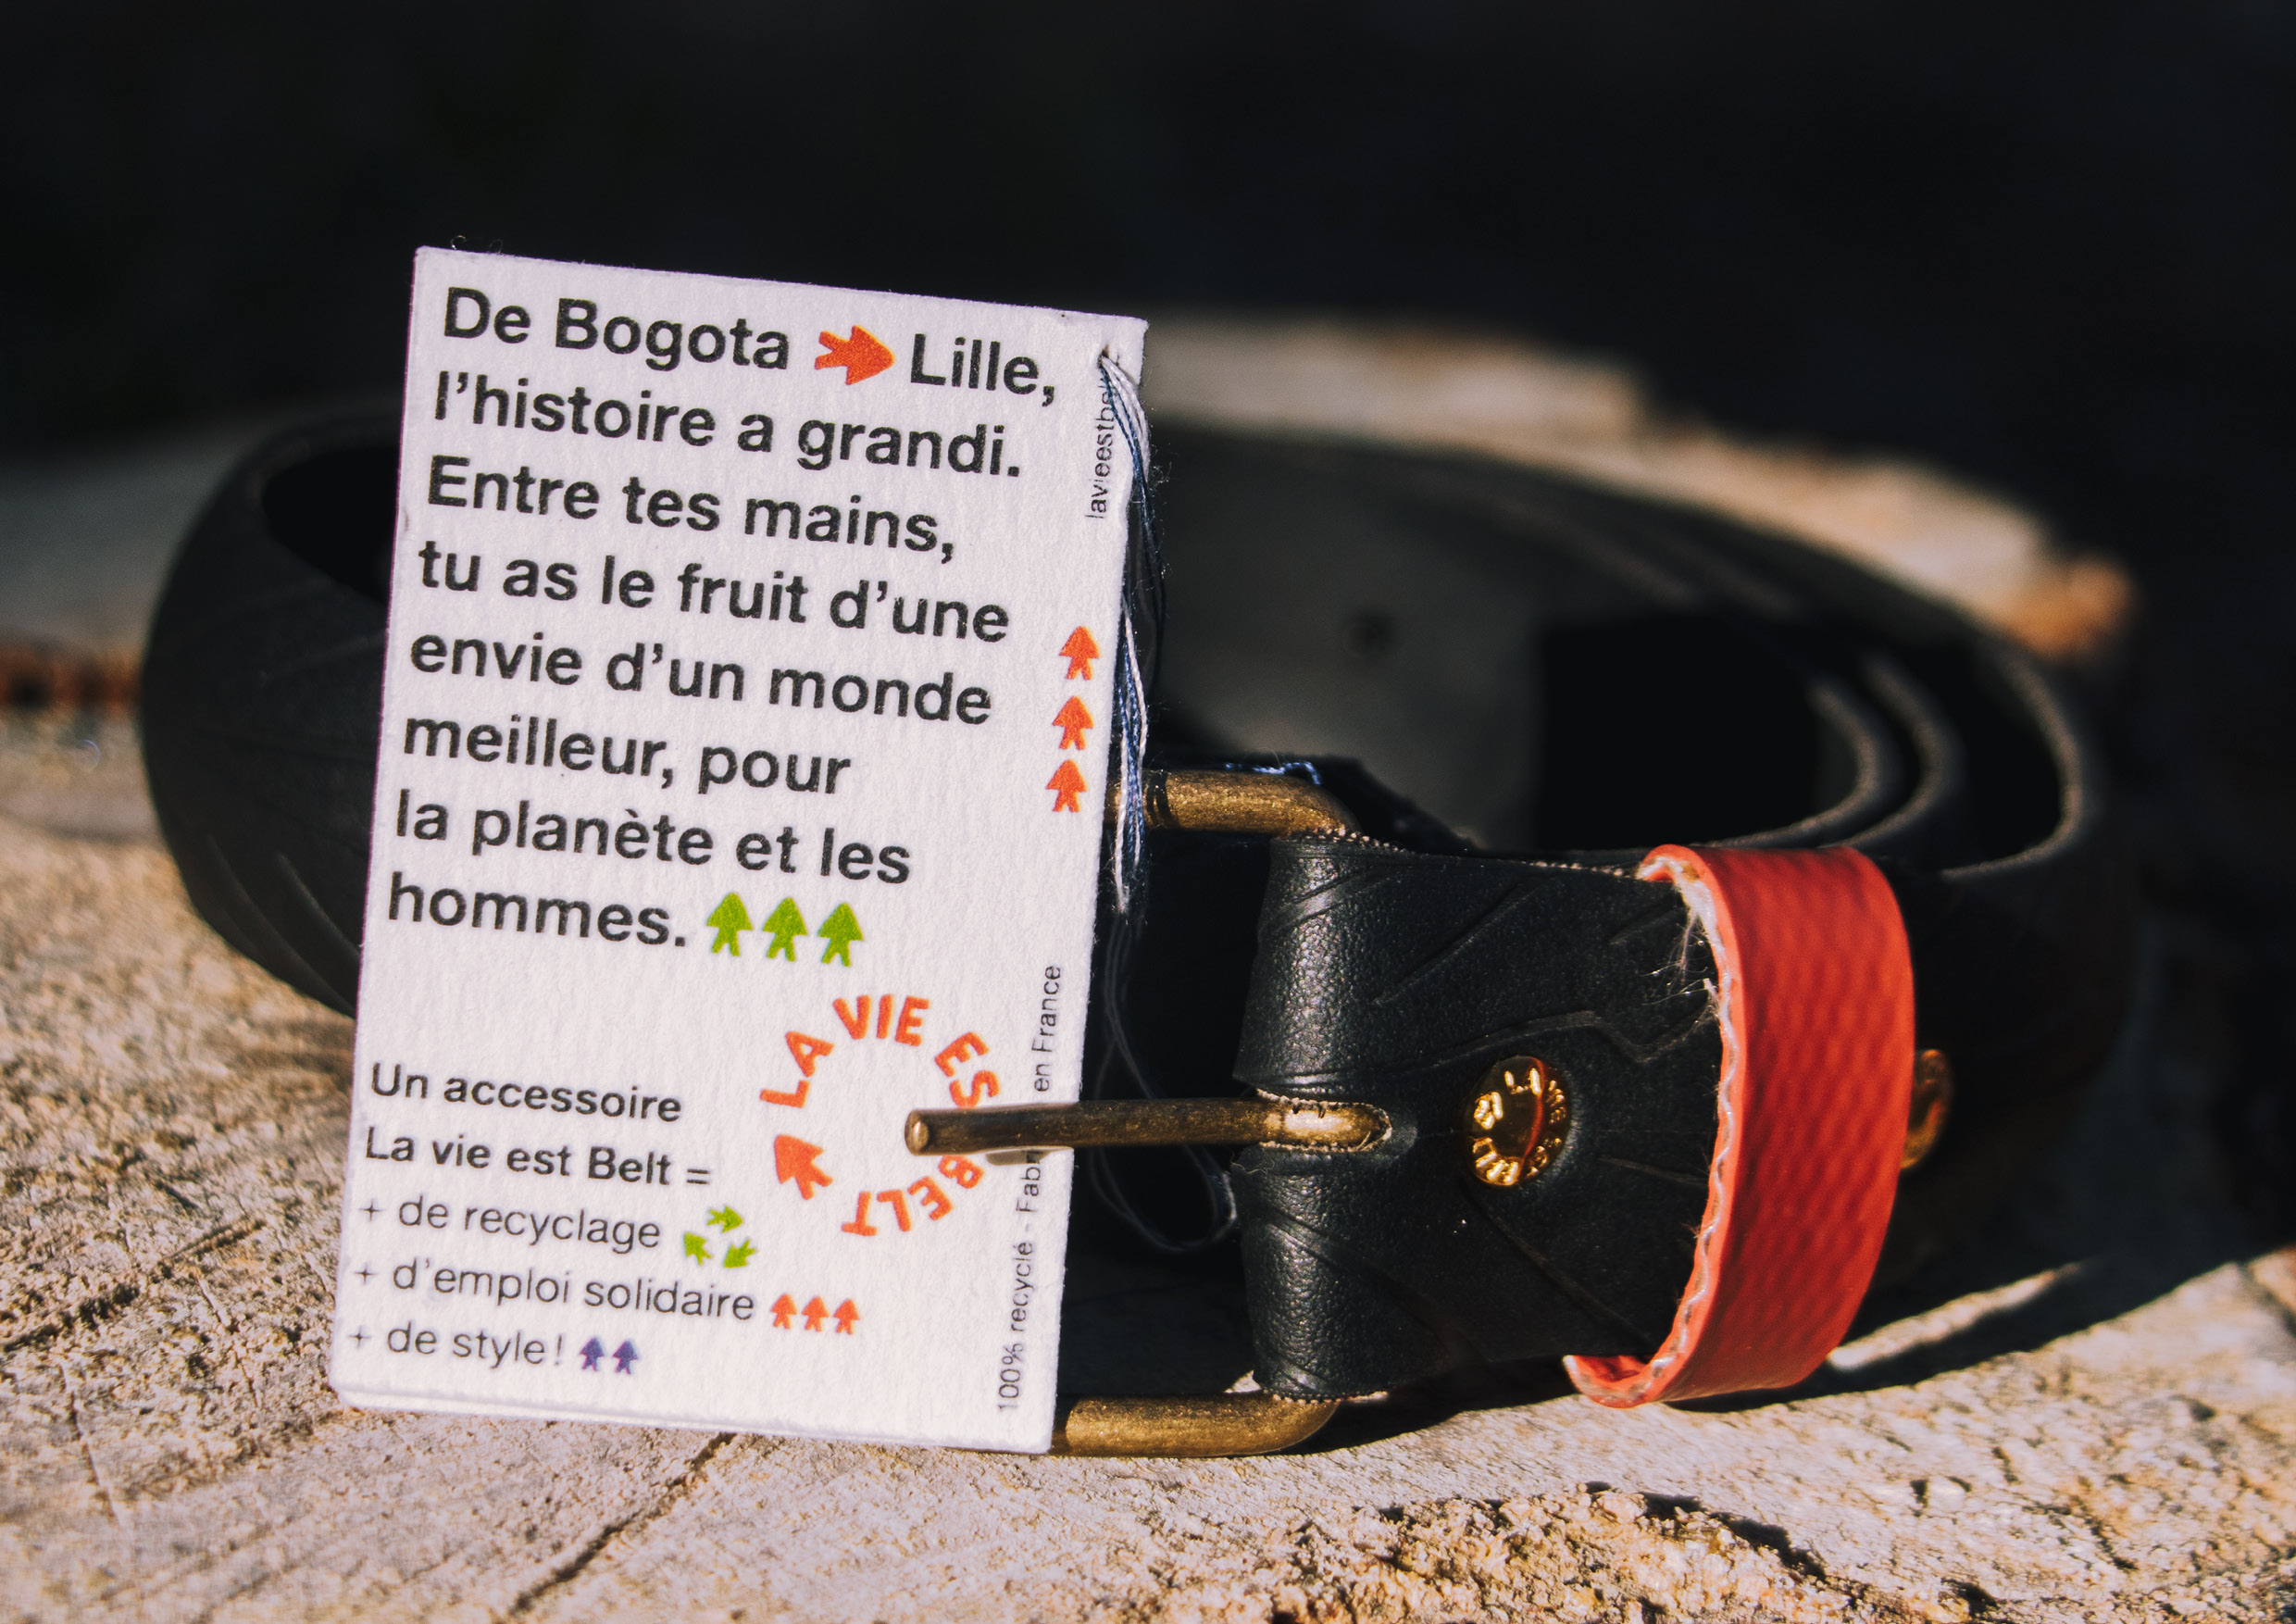 De Bogota Lille,
l'histoire a grandi.
Entre tes mains,
tu as le fruit d'une
envie d'un monde
meilleur, pour
la planète et les
hommes.
LA VIE EST BELT
Un accessoire
La vie est Belt =
+ de recyclage
+ d'emploi solidaire
+ de style!
100% recyclé - en France